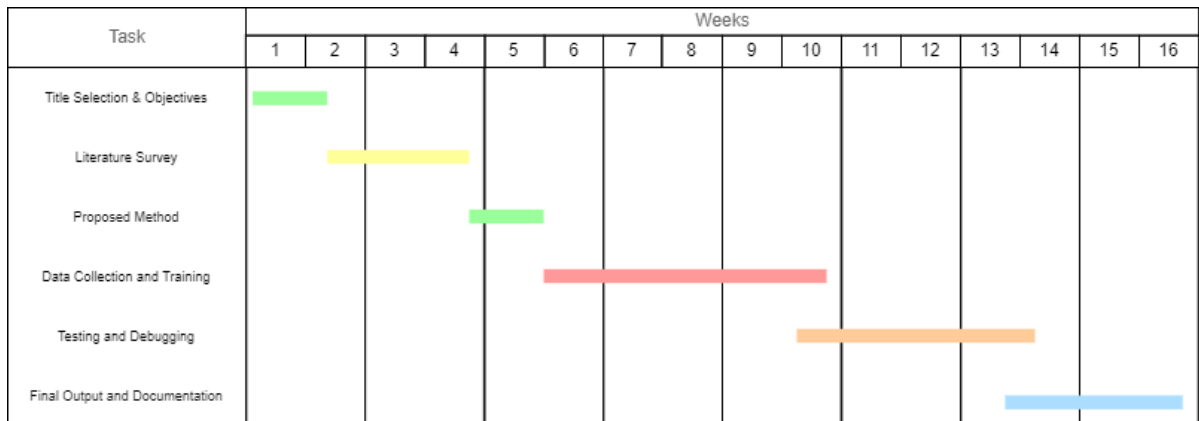 Task
Weeks
1 2 3 4 5 6 7 8 9 10 11 12 13 14 15 16
Title Selection & Objectives
Literature Survey
Proposed Method
Data Collection and Training
Testing and Debugging
Final Output and Documentation